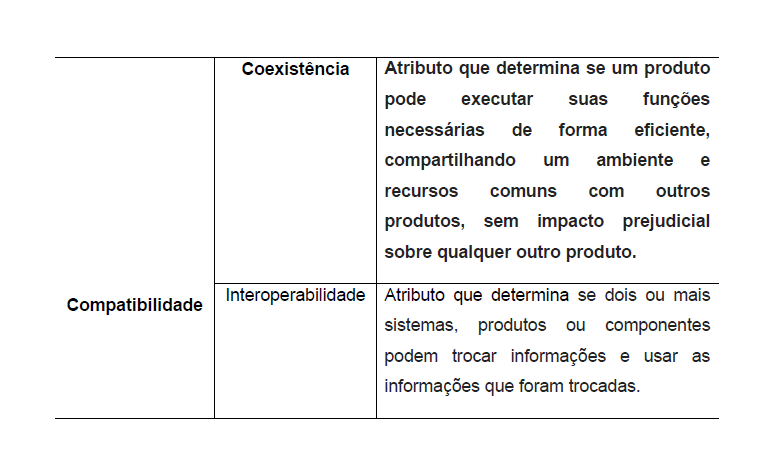 Coexistência
Atributo que determina se um produto
pode executar suas funções
necessárias de forma eficiente,
compartilhando um ambiente e
recursos comuns com outros
produtos, sem impacto prejudicial
sobre qualquer outro produto.
Compatibilidade
Interoperabilidade
Atributo que determina se dois ou mais
sistemas, produtos ou componentes
podem trocar informações e usar as
informações que foram trocadas.